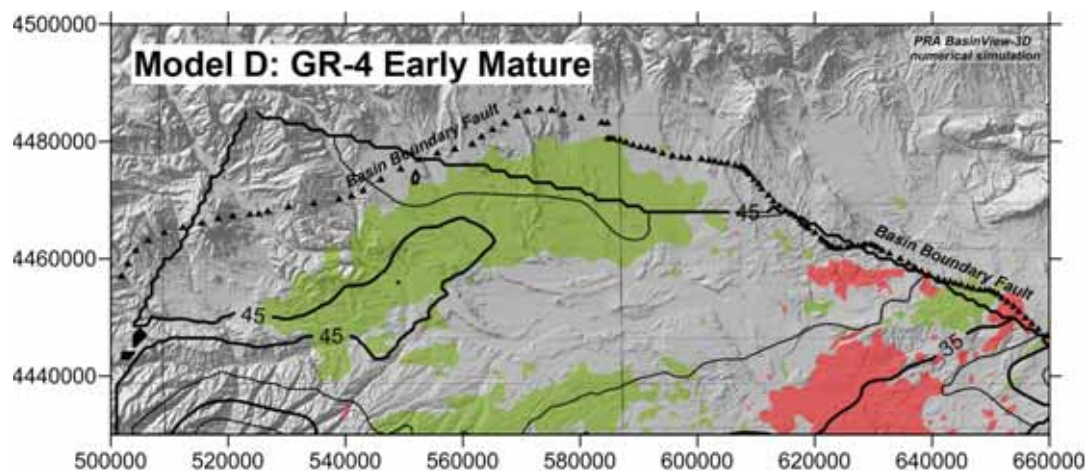 4500000
Model D: GR-4 Early Mature
PRA BasinView-3D
numerical simulation
4480000
Basin Boundary Fault
45
4460000
Basin Boundary Fault
45
45
35
4440000
500000 520000 540000 560000 580000 600000 620000 640000 660000